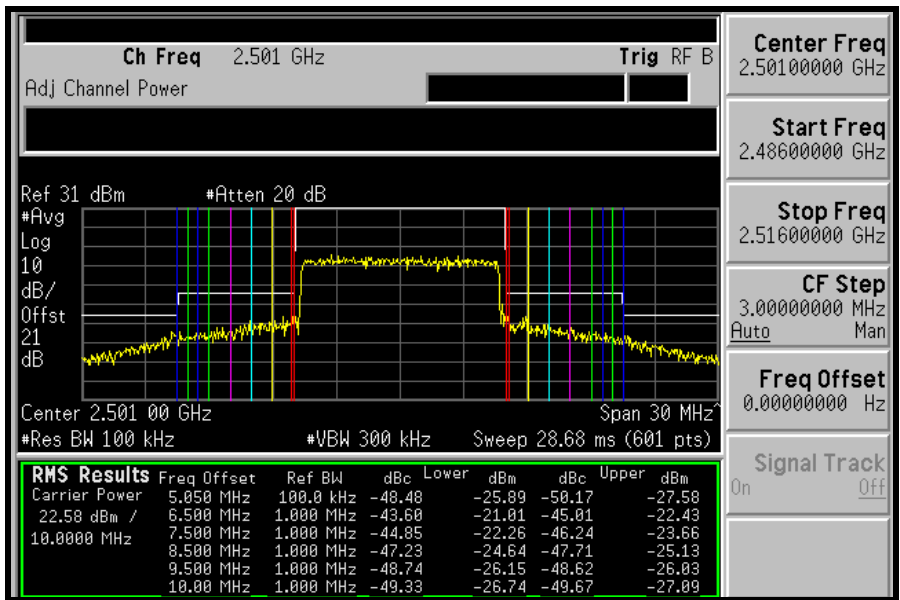 Ch Freq 2.501 GHz Trig RF B
Adj Channel Power
Ref 31 dBm #Atten 20 dB
#Avg
Log
10
dB/
Offst
21
dB
Center 2.501 00 GHz Span 30 MHz^
#Res BW 100 kHz #VBW 300 kHz Sweep 28.68 ms (601 pts)
RMS Results Freq Offset Ref BW dBc Lower dBm dBc Upper dBm
Carrier Power 5.050 MHz 100.0 kHz -48.48 -25.89 -50.17 -27.58
22.58 dBm / 6.500 MHz 1.000 MHz -43.60 -21.01 -45.01 -22.43
10.0000 MHz 7.500 MHz 1.000 MHz -44.85 -22.26 -46.24 -23.66
8.500 MHz 1.000 MHz -47.23 -24.64 -47.71 -25.13
9.500 MHz 1.000 MHz -48.74 -26.15 -48.62 -26.03
10.00 MHz 1.000 MHz -49.33 -26.74 -49.67 -27.09
Center Freq
2.50100000 GHz
Start Freq
2.48600000 GHz
Stop Freq
2.51600000 GHz
CF Step
3.00000000 MHz
Auto Man
Freq Offset
0.00000000 Hz
Signal Track
On Off